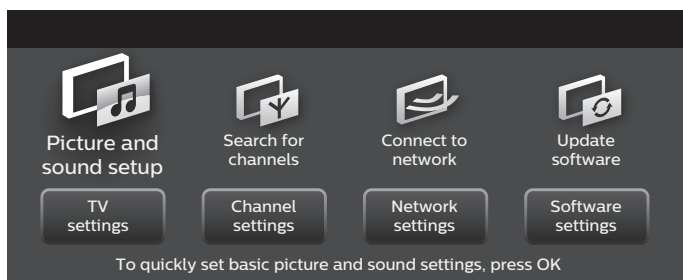 Picture and
sound setup
Search for
channels
Connect to
network
Update
software
TV
settings
Channel
settings
Network
settings
Software
settings
To quickly set basic picture and sound settings, press OK